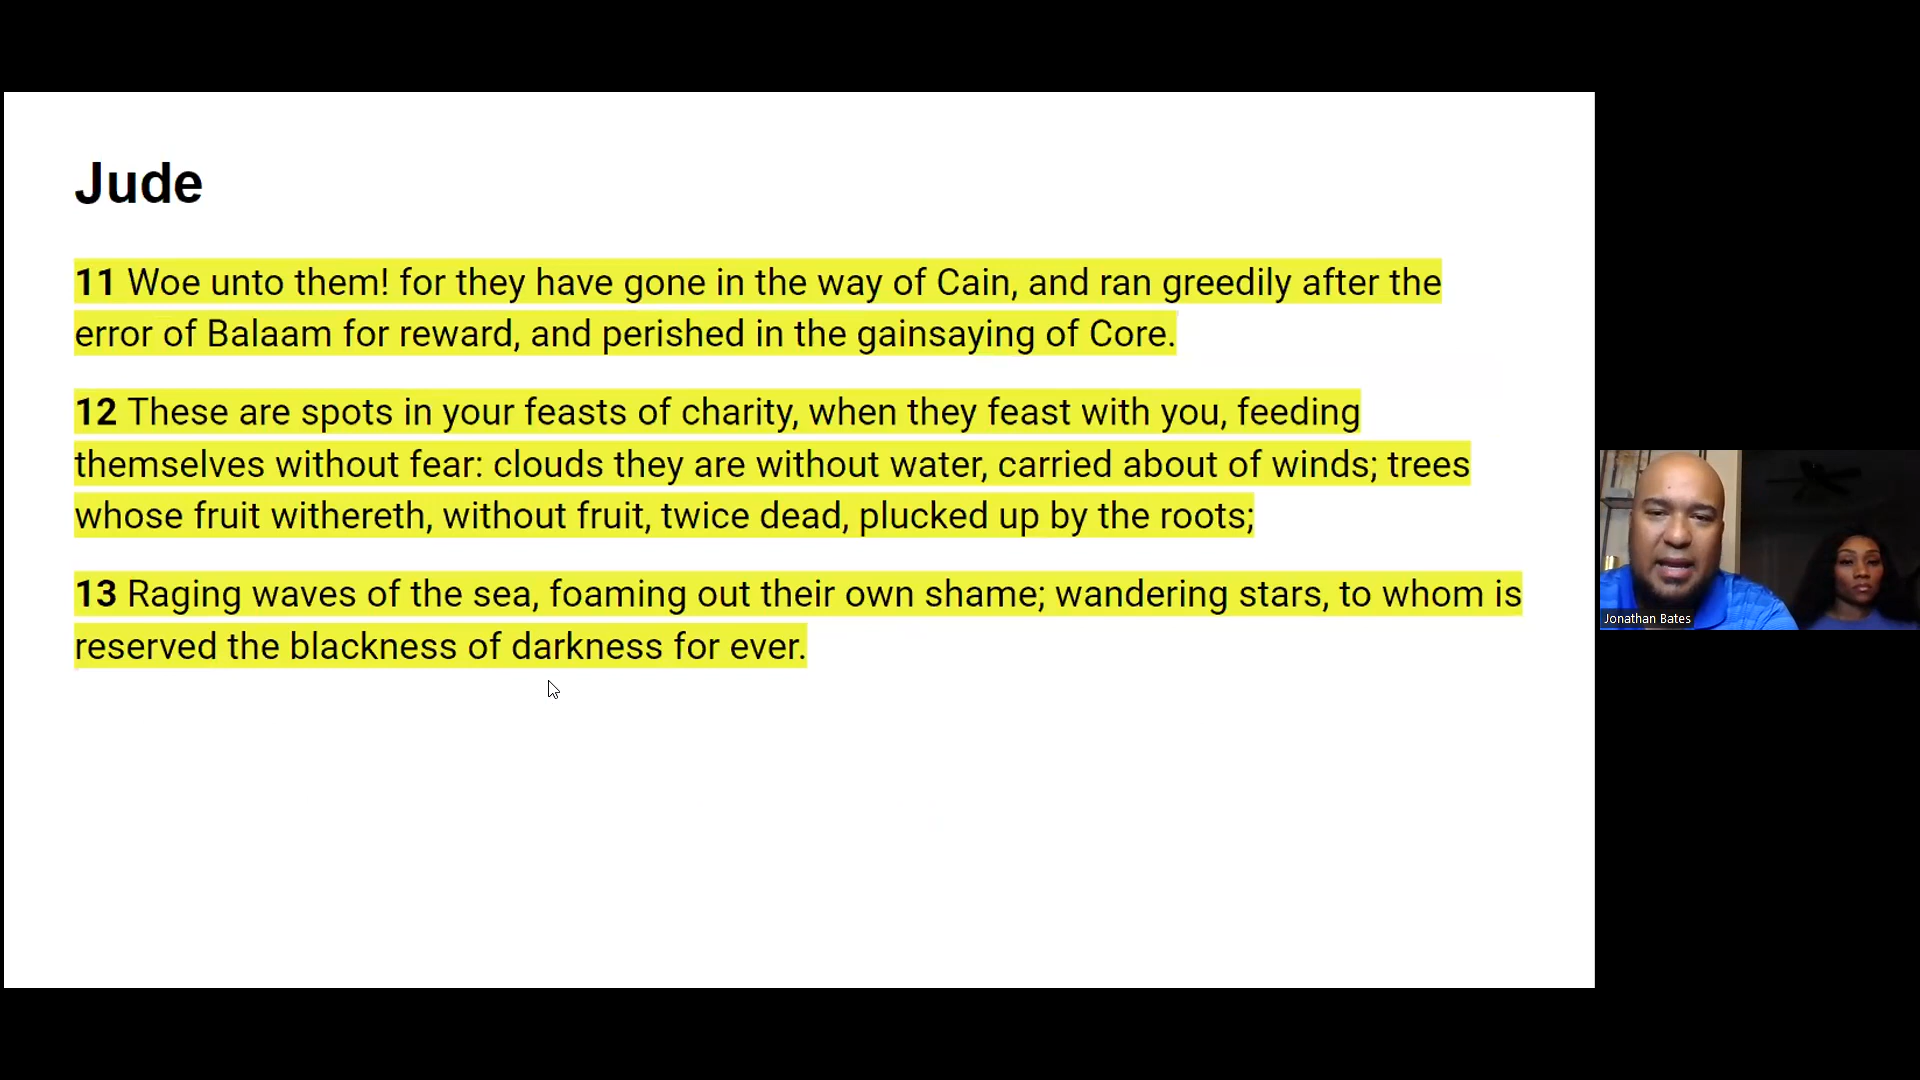 Jude
11 Woe unto them! for they have gone in the way of Cain, and ran greedily after the
error of Balaam for reward, and perished in the gainsaying of Core.
12 These are spots in your feasts of charity, when they feast with you, feeding
themselves without fear: clouds they are without water, carried about of winds; trees
whose fruit withereth, without fruit, twice dead, plucked up by the roots;
13 Raging waves of the sea, foaming out their own shame; wandering stars, to whom is
reserved the blackness of darkness for ever.
Jonathan Bates